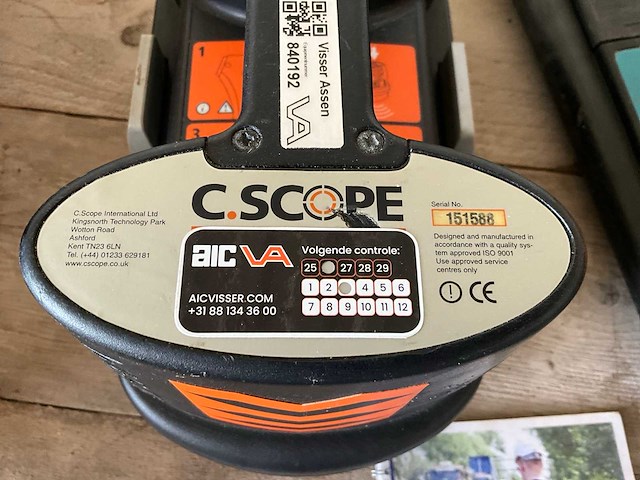 1
3
Visser Assen
840192
VA
C.SCOPE
C.Scope International Ltd
Kingsnorth Technology Park
Wotton Road
Ashford
Kent TN23 6LN
Tel. (+44) 01233 629181
www.cscope.co.uk
Serial No.
151588
Designed and manufactured in
accordance with a quality sys-
tem approved ISO 9001
Use approved service
centres only
CE
aic VA
AICVISSER.COM
+31 88 134 36 00
Volgende controle:
25 27 28 29
1 2 4 5 6
7 8 9 10 11 12